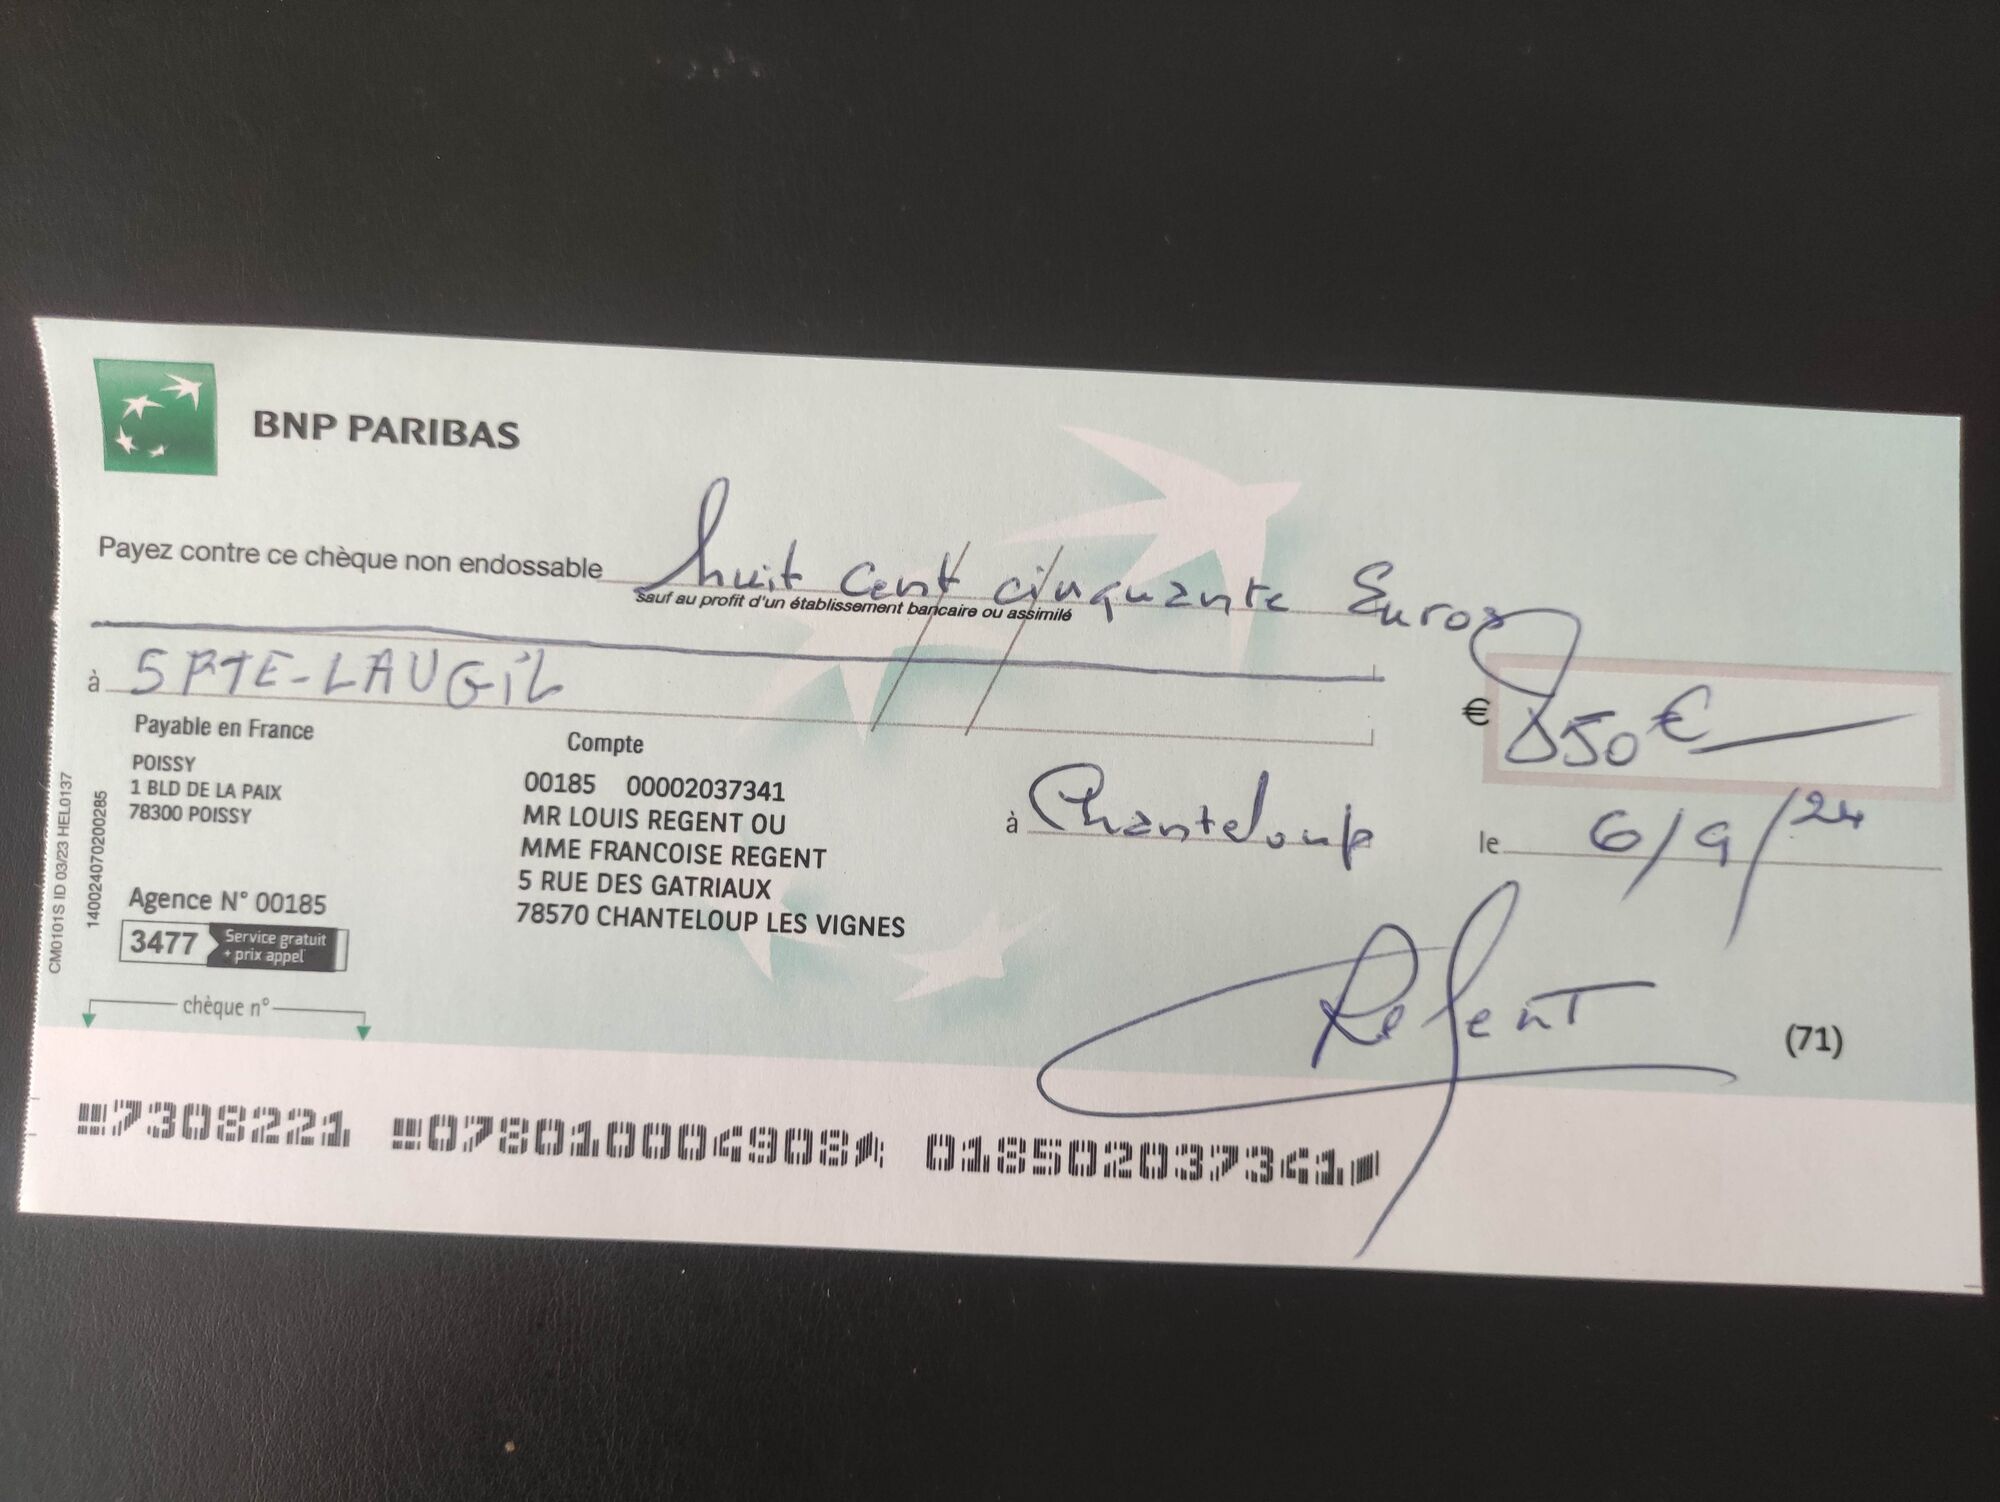 BNP PARIBAS
Payez contre ce chèque non endossable huit cent cinquante Euros
sauf au profit d'un établissement bancaire ou assimilé
à SPTE-LAUGIL
€ 850€
Payable en France
POISSY
1 BLD DE LA PAIX
78300 POISSY
Compte
00185 00002037341
MR LOUIS REGENT OU
MME FRANCOISE REGENT
5 RUE DES GATRIAUX
78570 CHANTELOUP LES VIGNES
à Chanteloup le 6/9/24
Agence N° 00185
3477 Service gratuit
+ prix appel
CM0101S ID 03/23 HEL0137
140024070200285
chèque n°
Regent
(71)
7308221 078010004908 018502037341